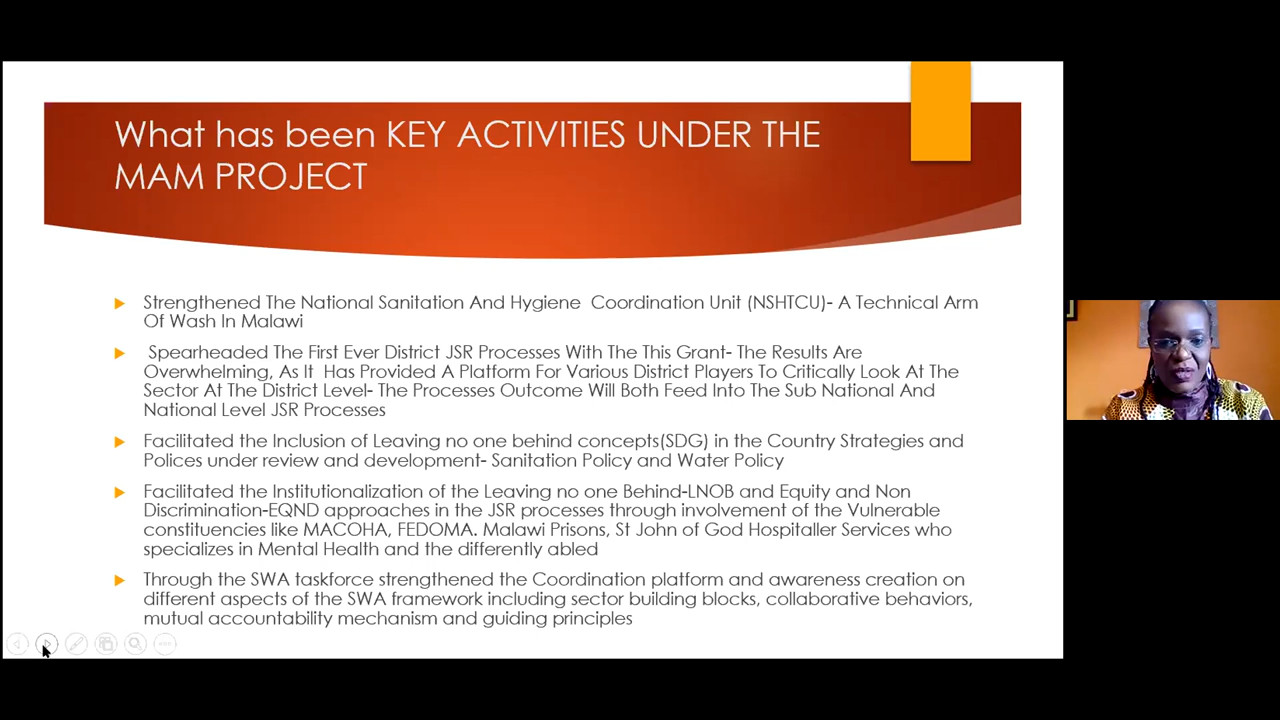 What has been KEY ACTIVITIES UNDER THE
MAM PROJECT
Strengthened The National Sanitation And Hygiene Coordination Unit (NSHTCU)- A Technical Arm
Of Wash In Malawi
Spearheaded The First Ever District JSR Processes With The This Grant- The Results Are
Overwhelming, As It Has Provided A Platform For Various District Players To Critically Look At The
Sector At The District Level- The Processes Outcome Will Both Feed Into The Sub National And
National Level JSR Processes
Facilitated the Inclusion of Leaving no one behind concepts(SDG) in the Country Strategies and
Polices under review and development- Sanitation Policy and Water Policy
Facilitated the Institutionalization of the Leaving no one Behind-LNOB and Equity and Non
Discrimination-EQND approaches in the JSR processes through involvement of the Vulnerable
constituencies like MACOHA, FEDOMA. Malawi Prisons, St John of God Hospitaller Services who
specializes in Mental Health and the differently abled
Through the SWA taskforce strengthened the Coordination platform and awareness creation on
different aspects of the SWA framework including sector building blocks, collaborative behaviors,
mutual accountability mechanism and guiding principles